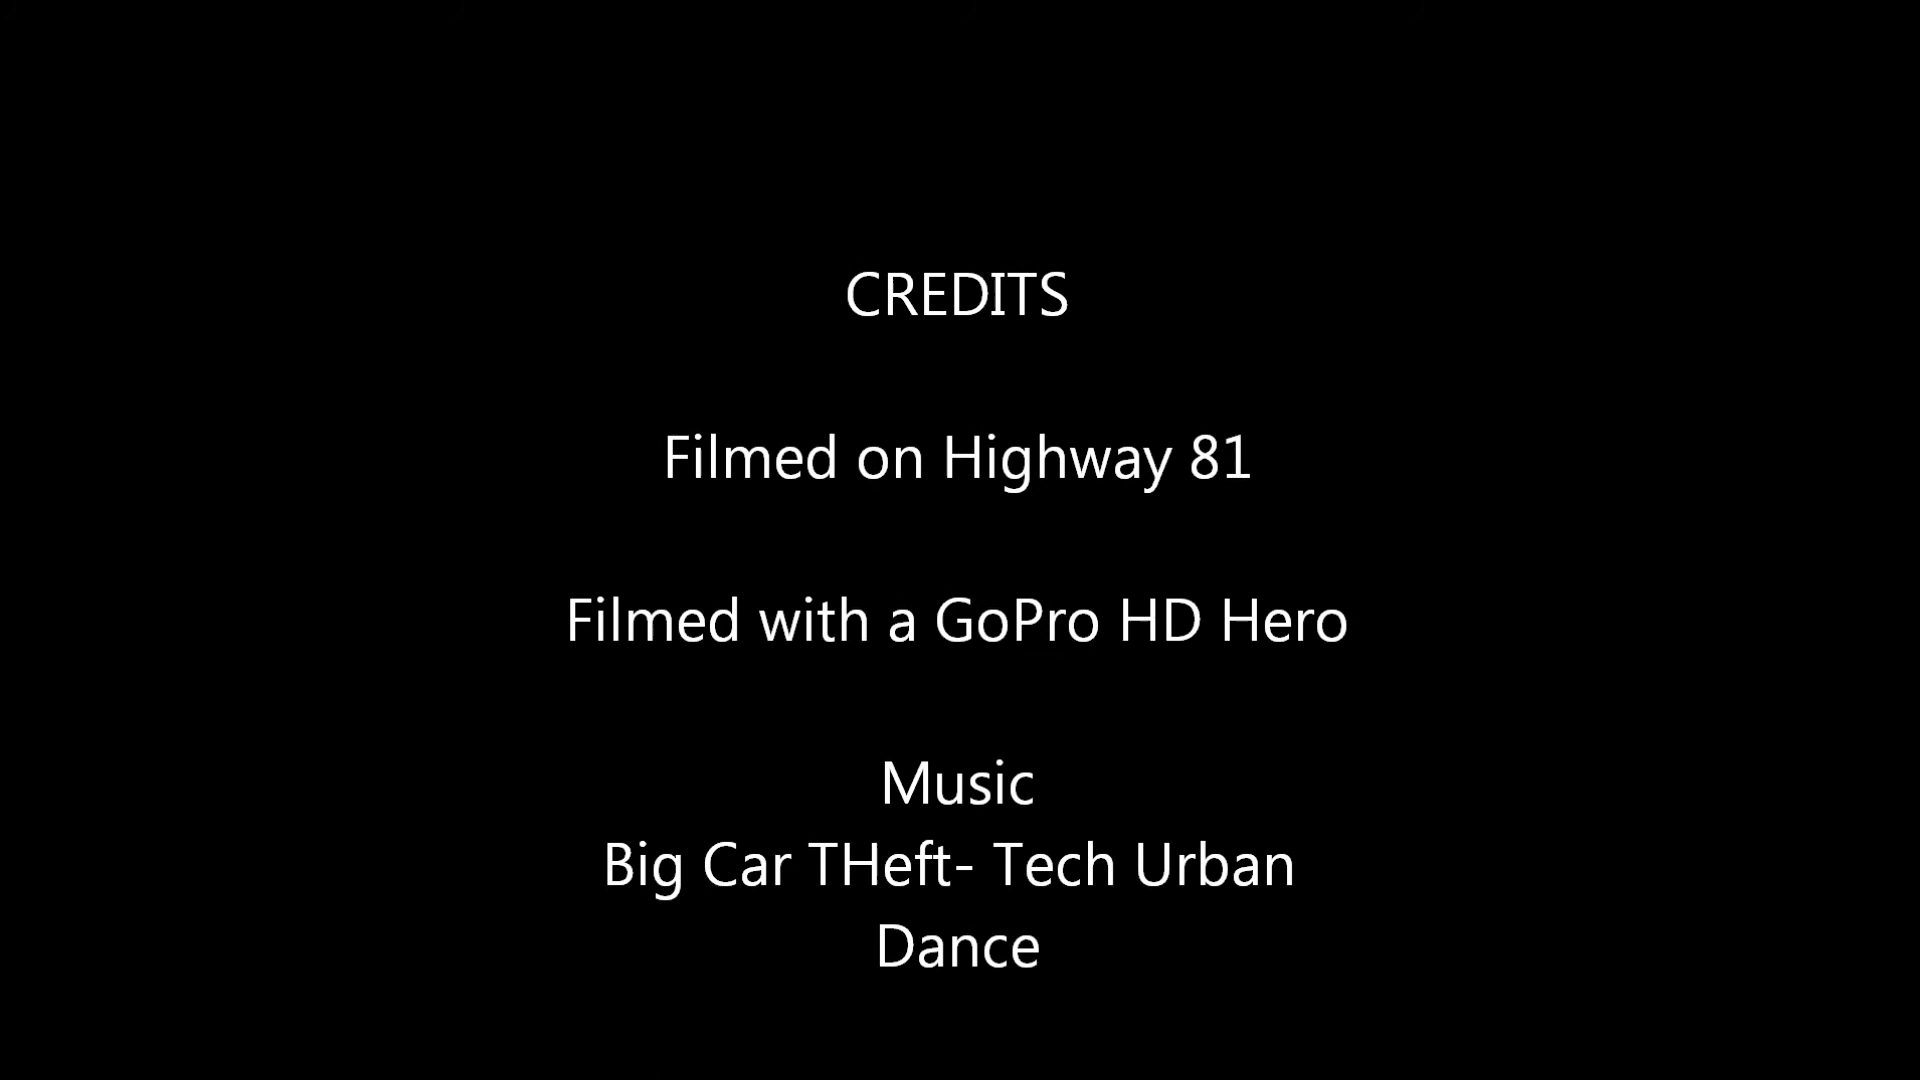 CREDITS
Filmed on Highway 81
Filmed with a GoPro HD Hero
Music
Big Car THeft- Tech Urban
Dance